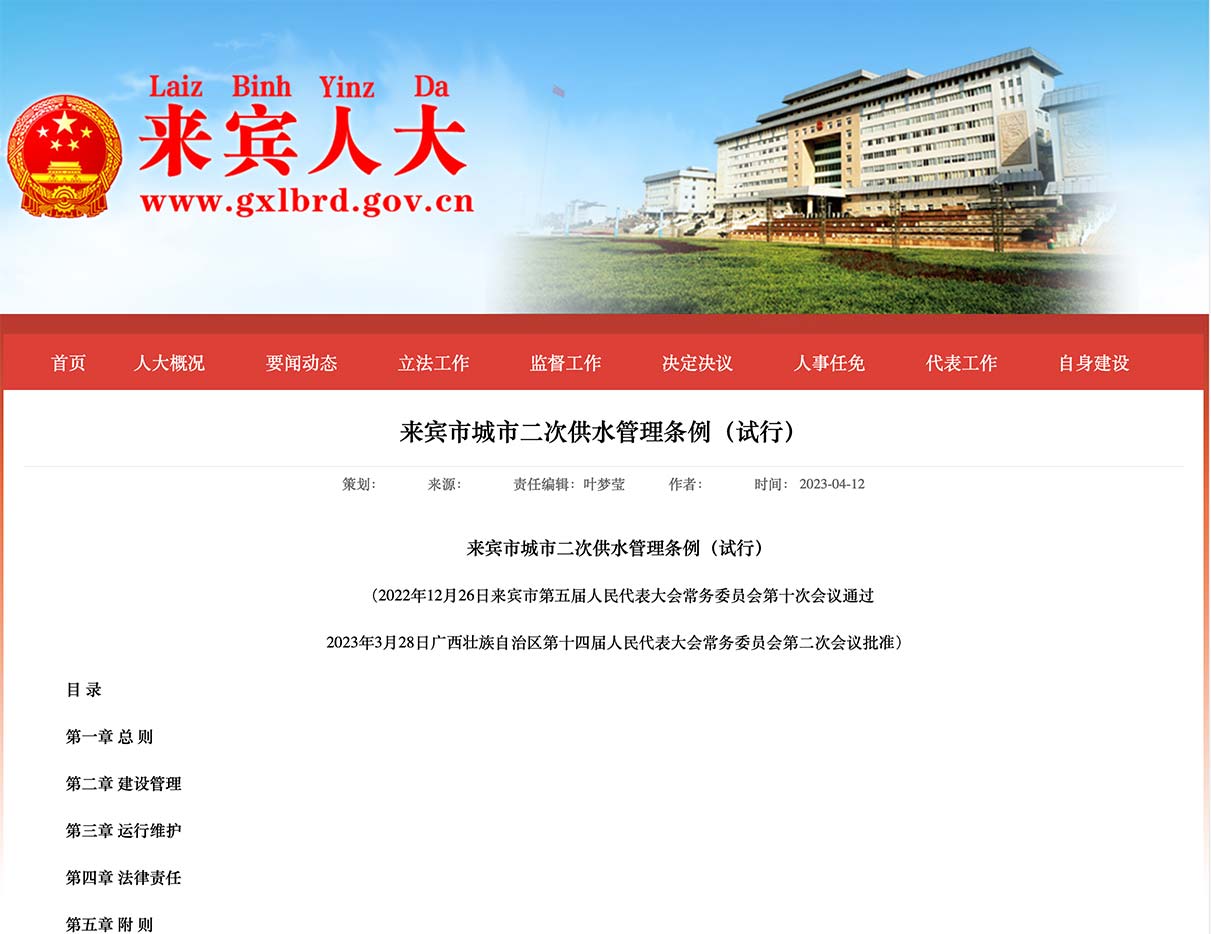 Laiz Binh Yinz Da
来宾人大
www.gxlbrd.gov.cn
首页 人大概况 要闻动态 立法工作 监督工作 决定决议 人事任免 代表工作 自身建设
来宾市城市二次供水管理条例（试行）
策划： 来源： 责任编辑：叶梦莹 作者： 时间： 2023-04-12
来宾市城市二次供水管理条例（试行）
（2022年12月26日来宾市第五届人民代表大会常务委员会第十次会议通过
2023年3月28日广西壮族自治区第十四届人民代表大会常务委员会第二次会议批准）
目 录
第一章 总 则
第二章 建设管理
第三章 运行维护
第四章 法律责任
第五章 附 则